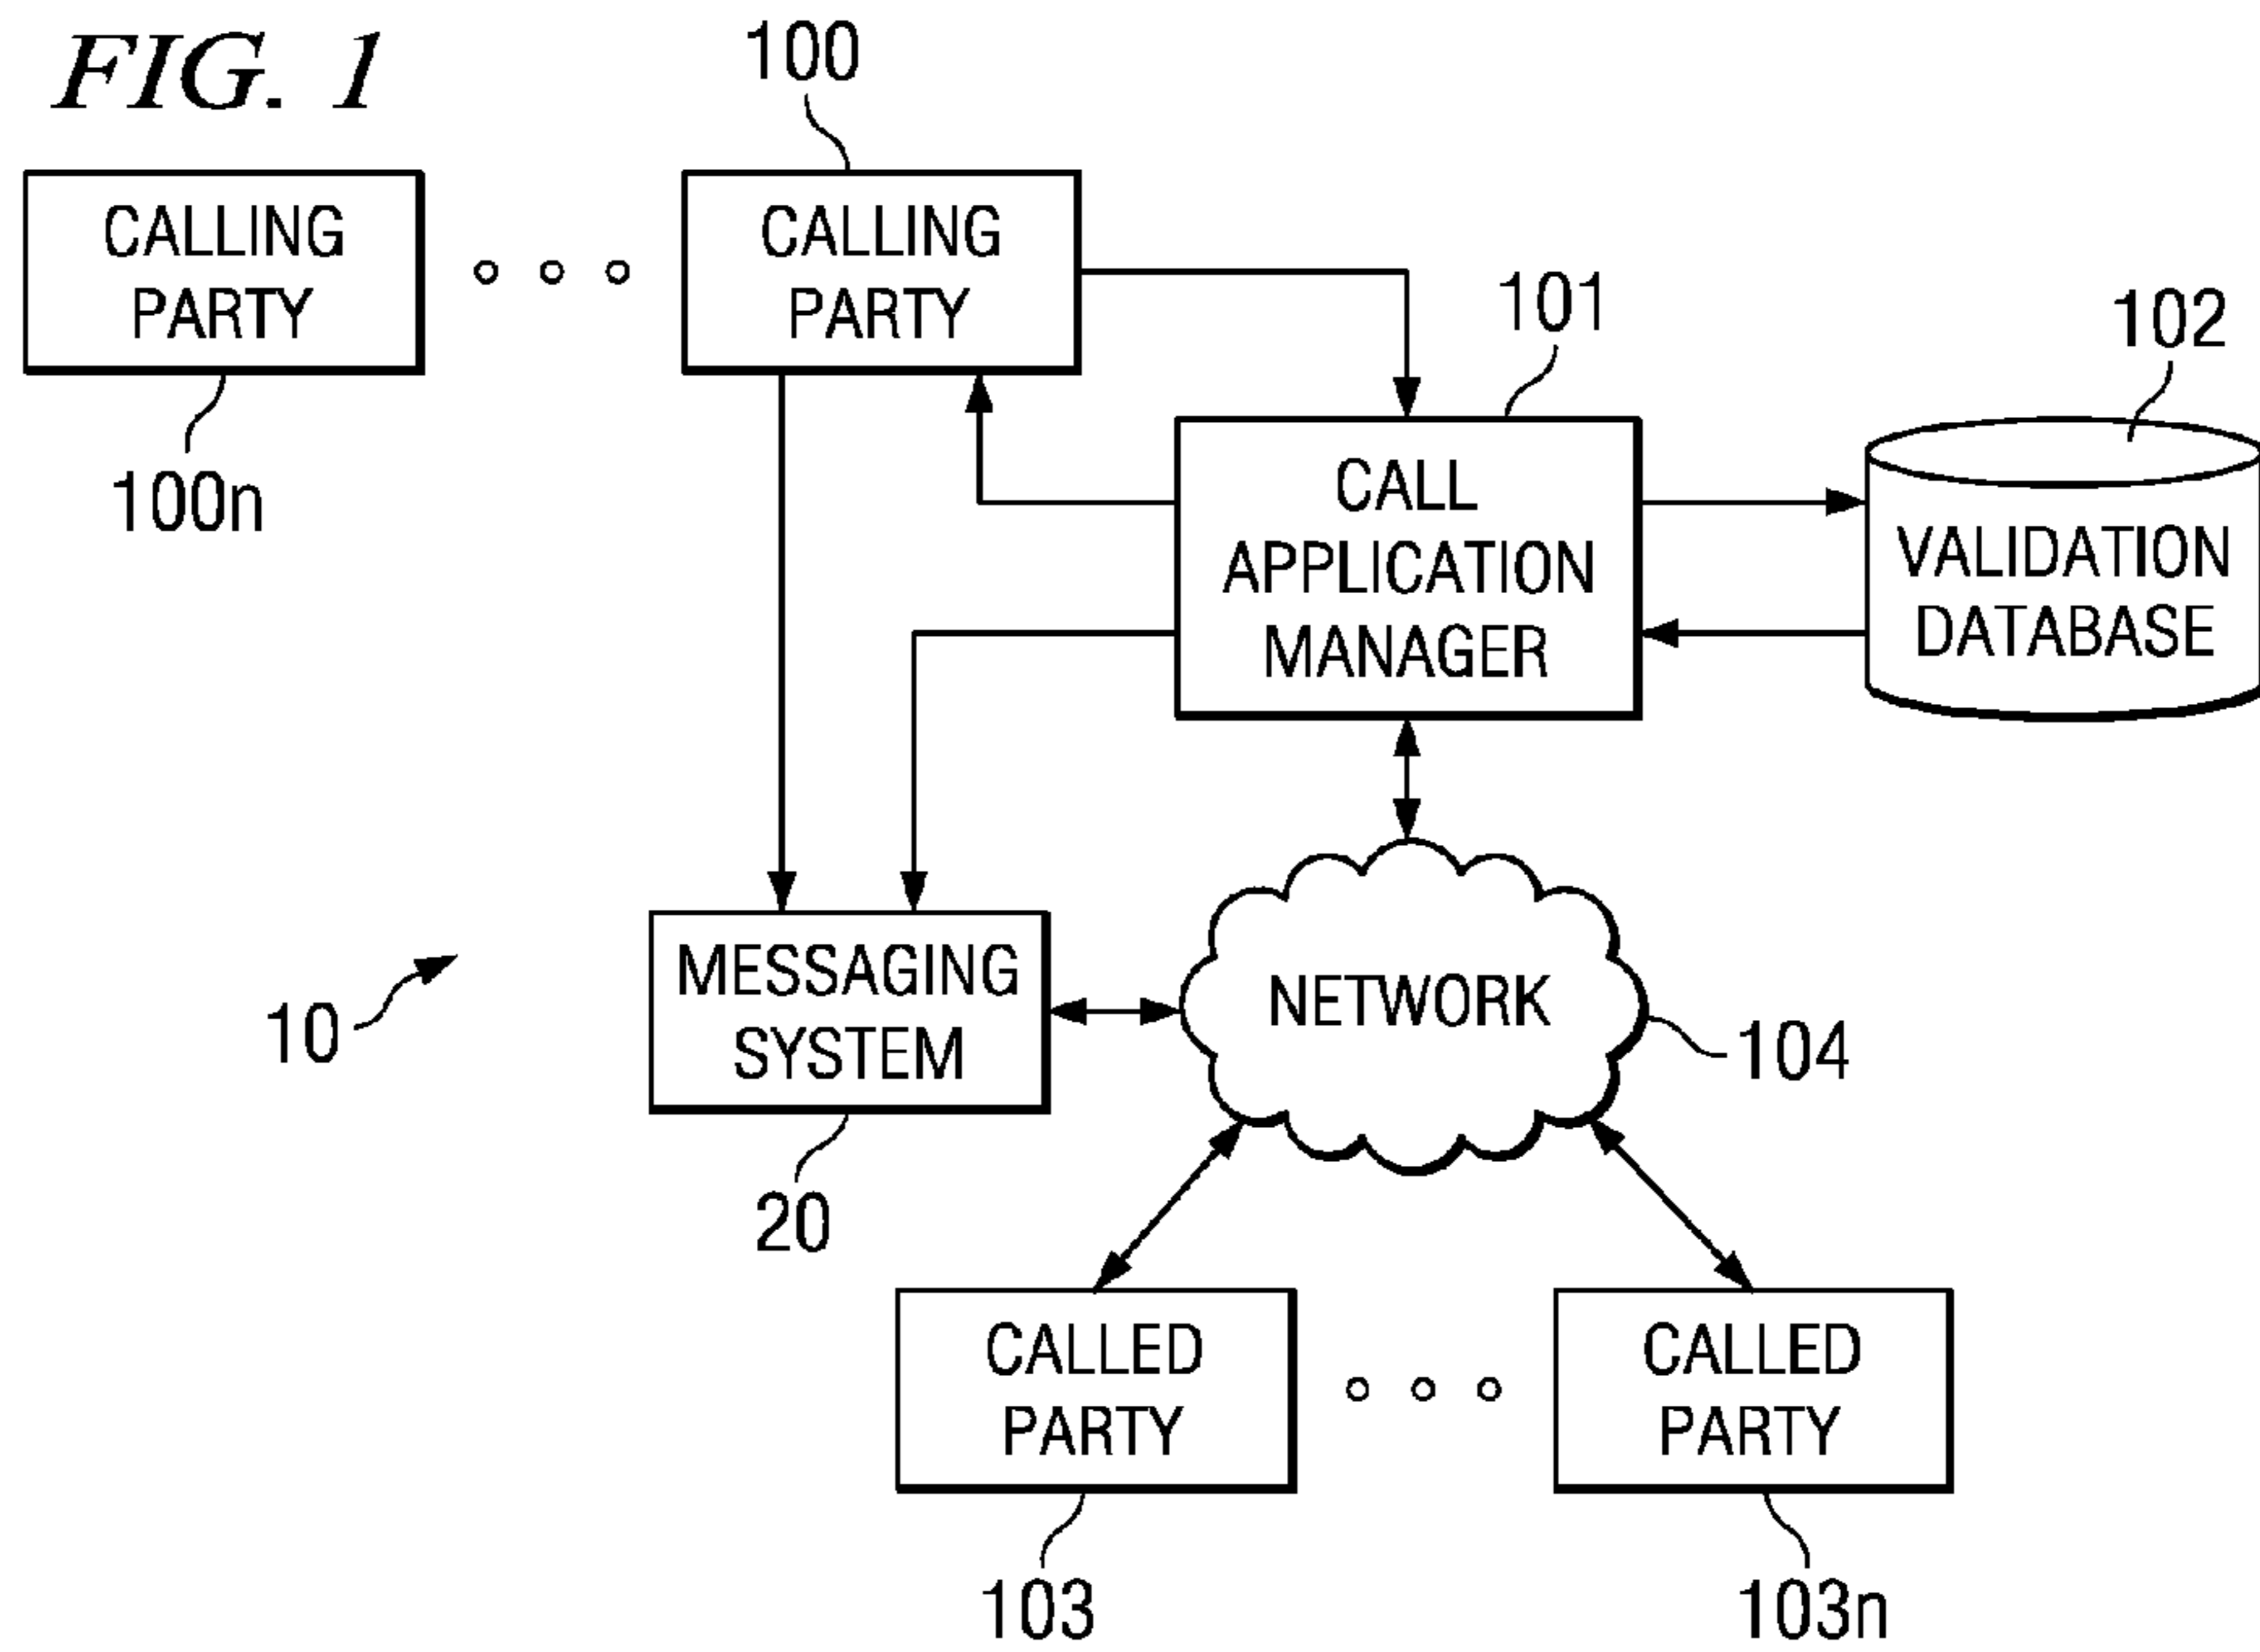 FIG. 1
100
CALLING
PARTY
CALLING
PARTY
100n
101
102
CALL
APPLICATION
MANAGER
VALIDATION
DATABASE
MESSAGING
SYSTEM
NETWORK
10
104
20
CALLED
PARTY
CALLED
PARTY
103
103n